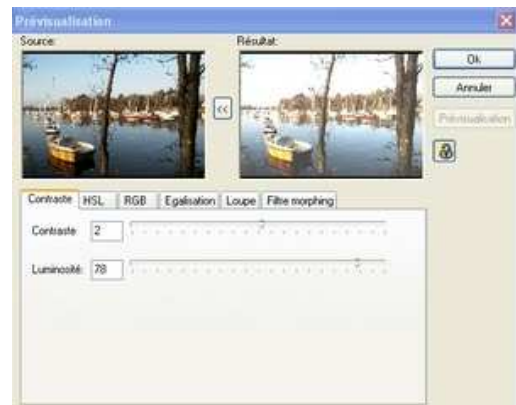 Prévisualisation
Source:
Résultat:
<<
Ok
Annuler
Prévisualisation
Contraste HSL RGB Egalisation Loupe Filtre morphing
Contraste: 2
Luminosité: 78